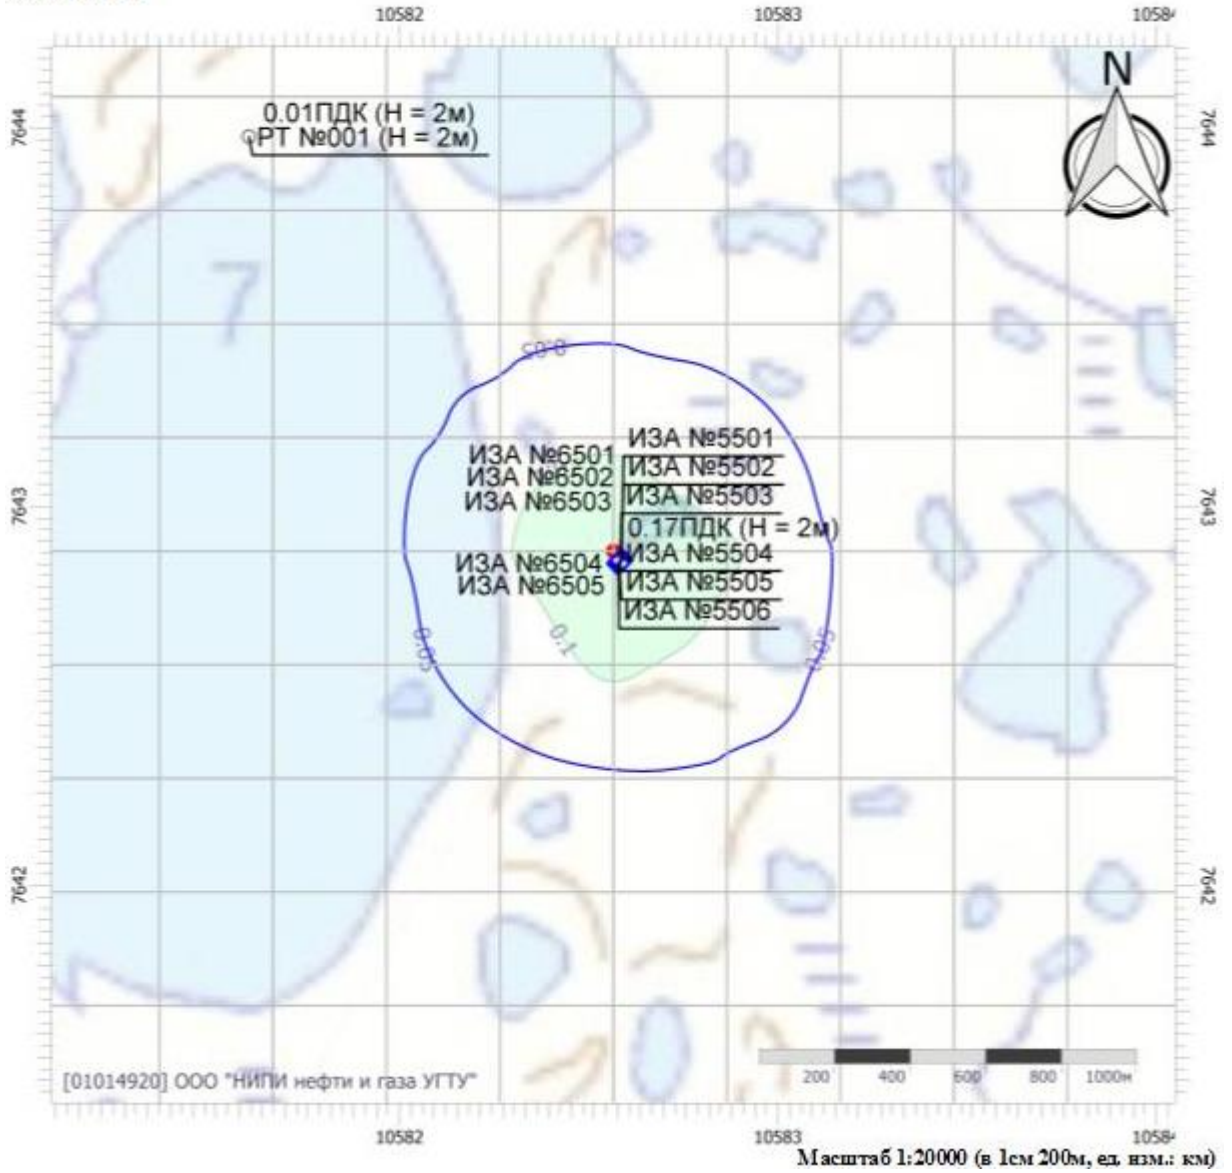 10582
10583
1058
N
7644
7644
0.01ПДК (Н = 2м)
РТ №001 (Н = 2м)
7
0.05
ИЗА №5501
ИЗА №6501
ИЗА №5502
ИЗА №6502
ИЗА №5503
ИЗА №6503
7643
7643
0.17ПДК (Н = 2м)
ИЗА №5504
ИЗА №6504
ИЗА №5505
ИЗА №6505
ИЗА №5506
0.05
0.1
0.05
7642
7642
[01014920] ООО "НИПИ нефти и газа УГТУ"
200 400 600 800 1000м
10582
10583
1058
Масштаб 1:20000 (в 1см 200м, ед. изм.: км)